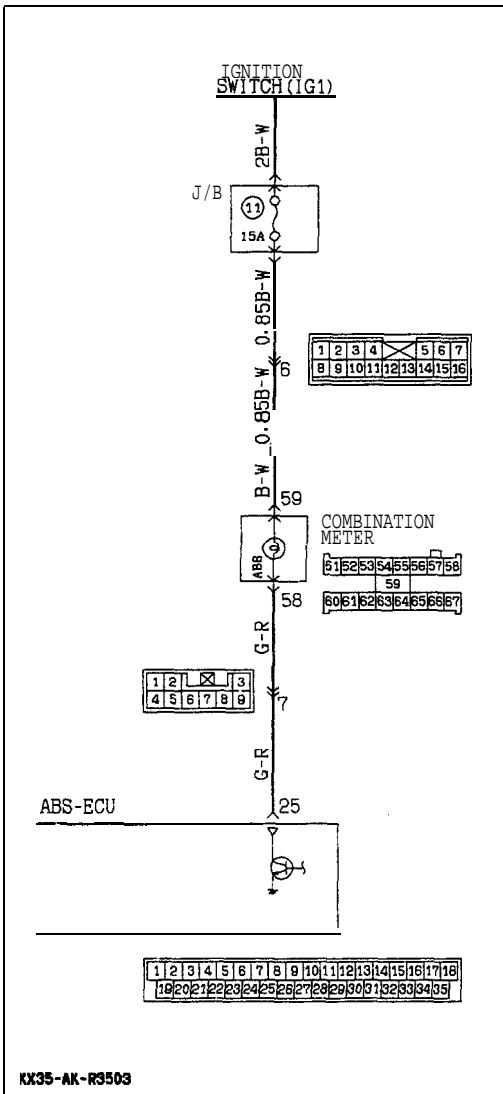 IGNITION
SWITCH(IG1)
2B-W
J/B
11
15A
0.85B-W
6
1 2 3 4 5 6 7
8 9 10 11 12 13 14 15 16
0.85B-W
B-W
59
COMBINATION
METER
ABS
51 52 53 54 55 56 57 58
59
60 61 62 63 64 65 66 67
58
G-R
1 2 3
4 5 6 7 8 9
7
G-R
ABS-ECU
25
1 2 3 4 5 6 7 8 9 10 11 12 13 14 15 16 17 18
19 20 21 22 23 24 25 26 27 28 29 30 31 32 33 34 35
KX35-AK-R3503